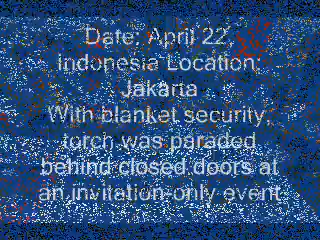 Date: April 22
Indonesia Location:
Jakarta
With blanket security,
torch was paraded
behind closed doors at
an invitation-only event